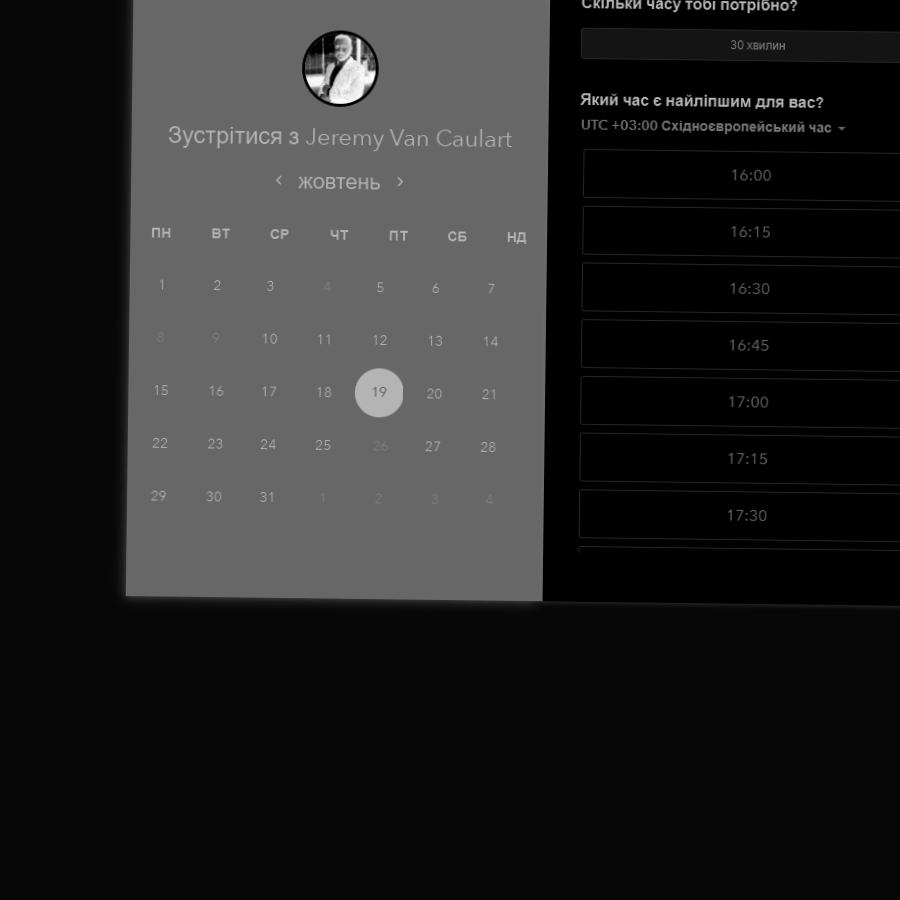 Зустрітися з Jeremy Van Caulart
жовтень
ПН ВТ СР ЧТ ПТ СБ НД
1 2 3 4 5 6 7
8 9 10 11 12 13 14
15 16 17 18 19 20 21
22 23 24 25 26 27 28
29 30 31 1 2 3 4
Скільки часу тобі потрібно?
30 хвилин
Який час є найліпшим для вас?
UTC +03:00 Східноєвропейський час
16:00
16:15
16:30
16:45
17:00
17:15
17:30